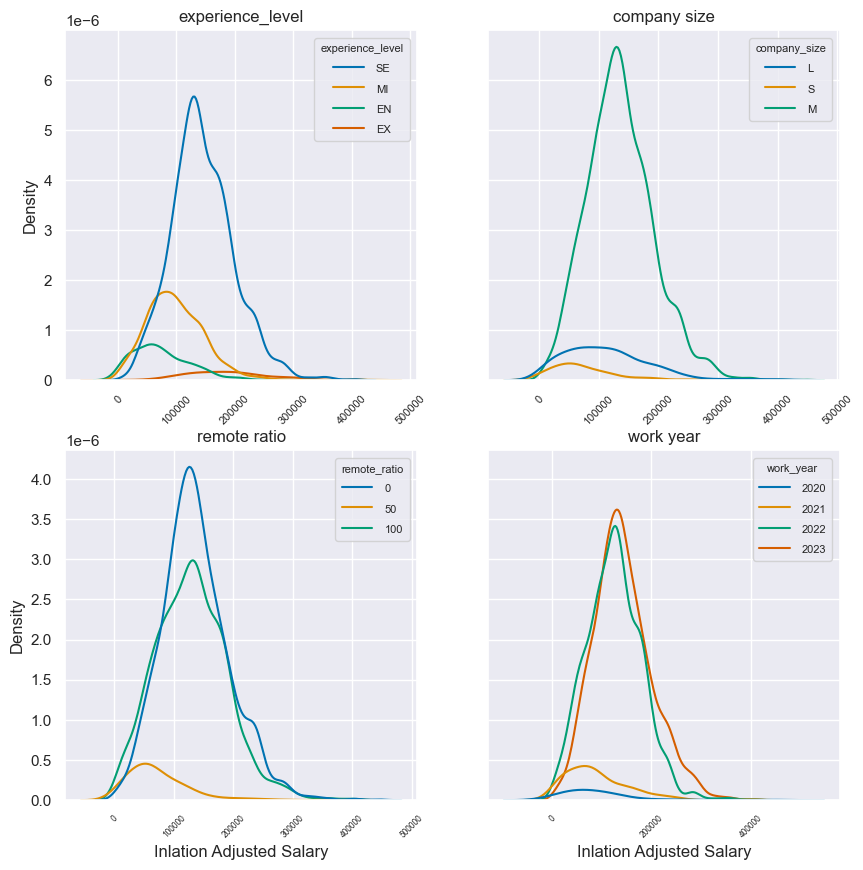 experience_level
company size
1e−6
experience_level
SE
MI
EN
EX
company_size
L
S
M
Density
6
5
4
3
2
1
0
0
100000
200000
300000
400000
500000
0
100000
200000
300000
400000
500000
remote ratio
work year
1e−6
remote_ratio
0
50
100
work_year
2020
2021
2022
2023
Density
4.0
3.5
3.0
2.5
2.0
1.5
1.0
0.5
0.0
0
100000
200000
300000
400000
500000
0
200000
400000
Inlation Adjusted Salary
Inlation Adjusted Salary